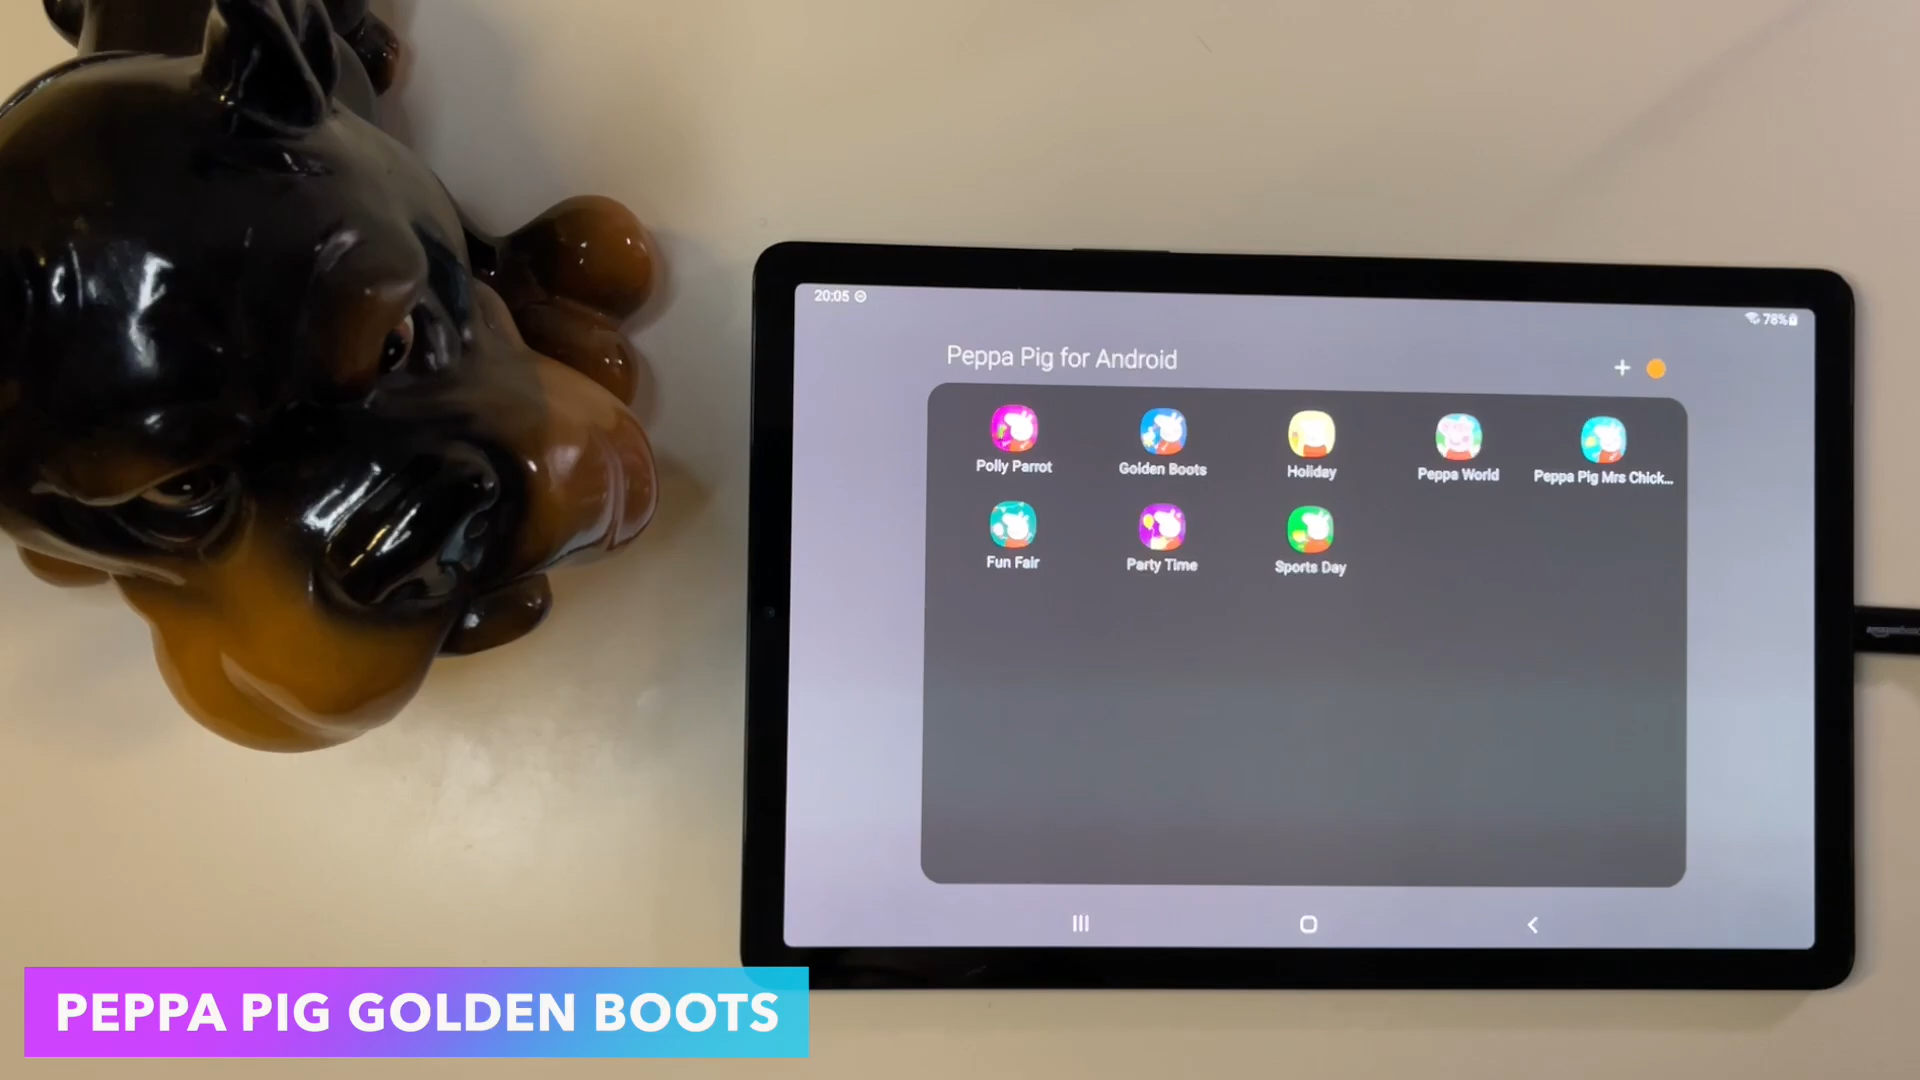 20:05
78%
Peppa Pig for Android
Polly Parrot
Golden Boots
Holiday
Peppa World
Peppa Pig Mrs Chick...
Fun Fair
Party Time
Sports Day
PEPPA PIG GOLDEN BOOTS